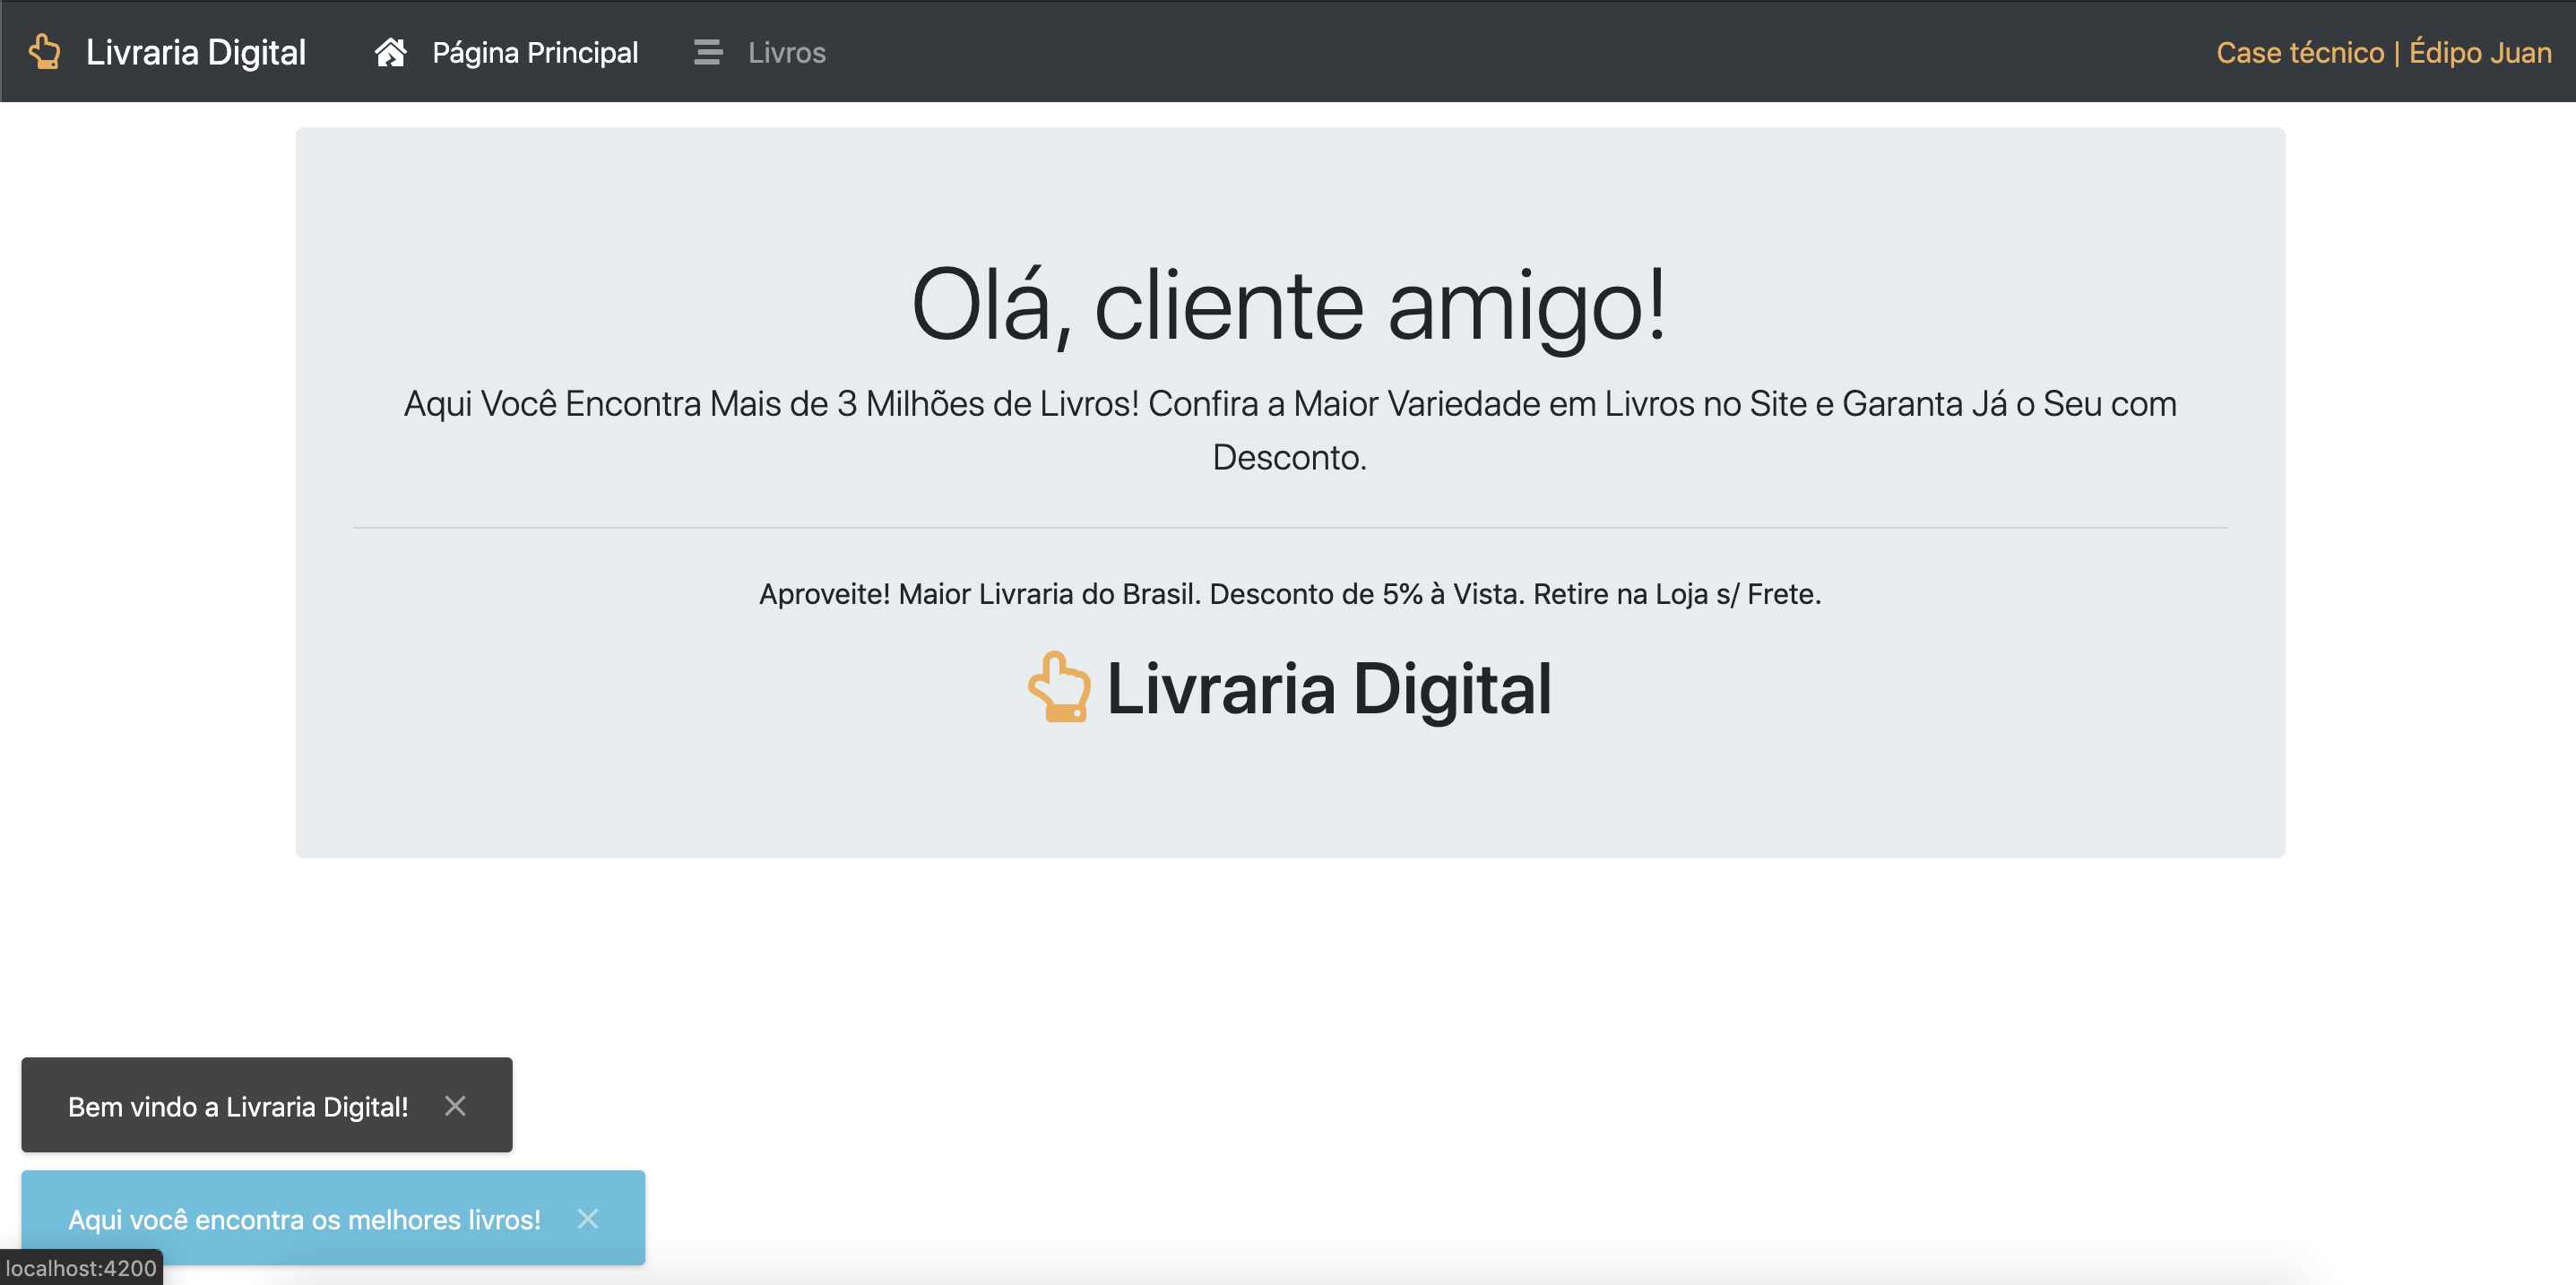 Livraria Digital
Página Principal
Livros
Case técnico | Édipo Juan
Olá, cliente amigo!
Aqui Você Encontra Mais de 3 Milhões de Livros! Confira a Maior Variedade em Livros no Site e Garanta Já o Seu com
Desconto.
Aproveite! Maior Livraria do Brasil. Desconto de 5% à Vista. Retire na Loja s/ Frete.
Livraria Digital
Bem vindo a Livraria Digital!
Aqui você encontra os melhores livros!
localhost:4200